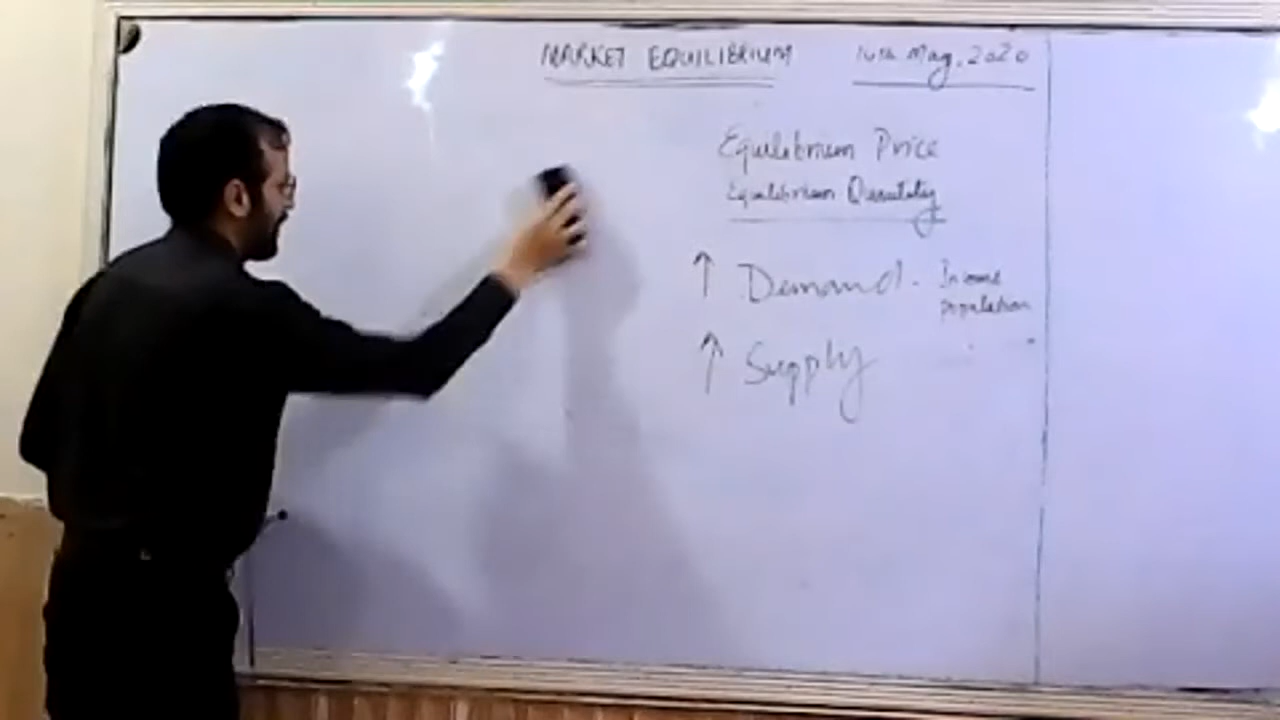 MARKET EQUILIBRIUM 14th May, 2020
Equilibrium Price
Equilibrium Quantity
↑ Demand - Income
population
↑ Supply